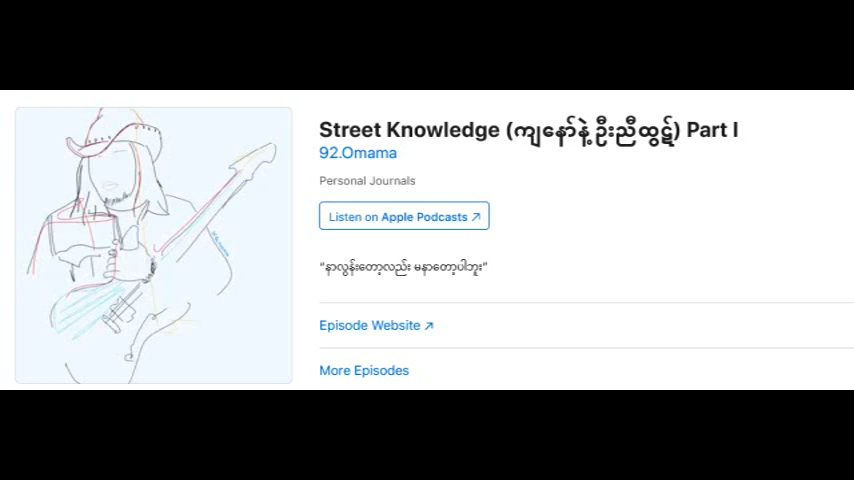 Street Knowledge (ကျနော်နဲ့ ဦးညီထွဋ်) Part I
92.Omama
Personal Journals
Listen on Apple Podcasts ↗
“နာလွန်းတော့လည်း မနာတော့ပါဘူး”
Episode Website ↗
More Episodes